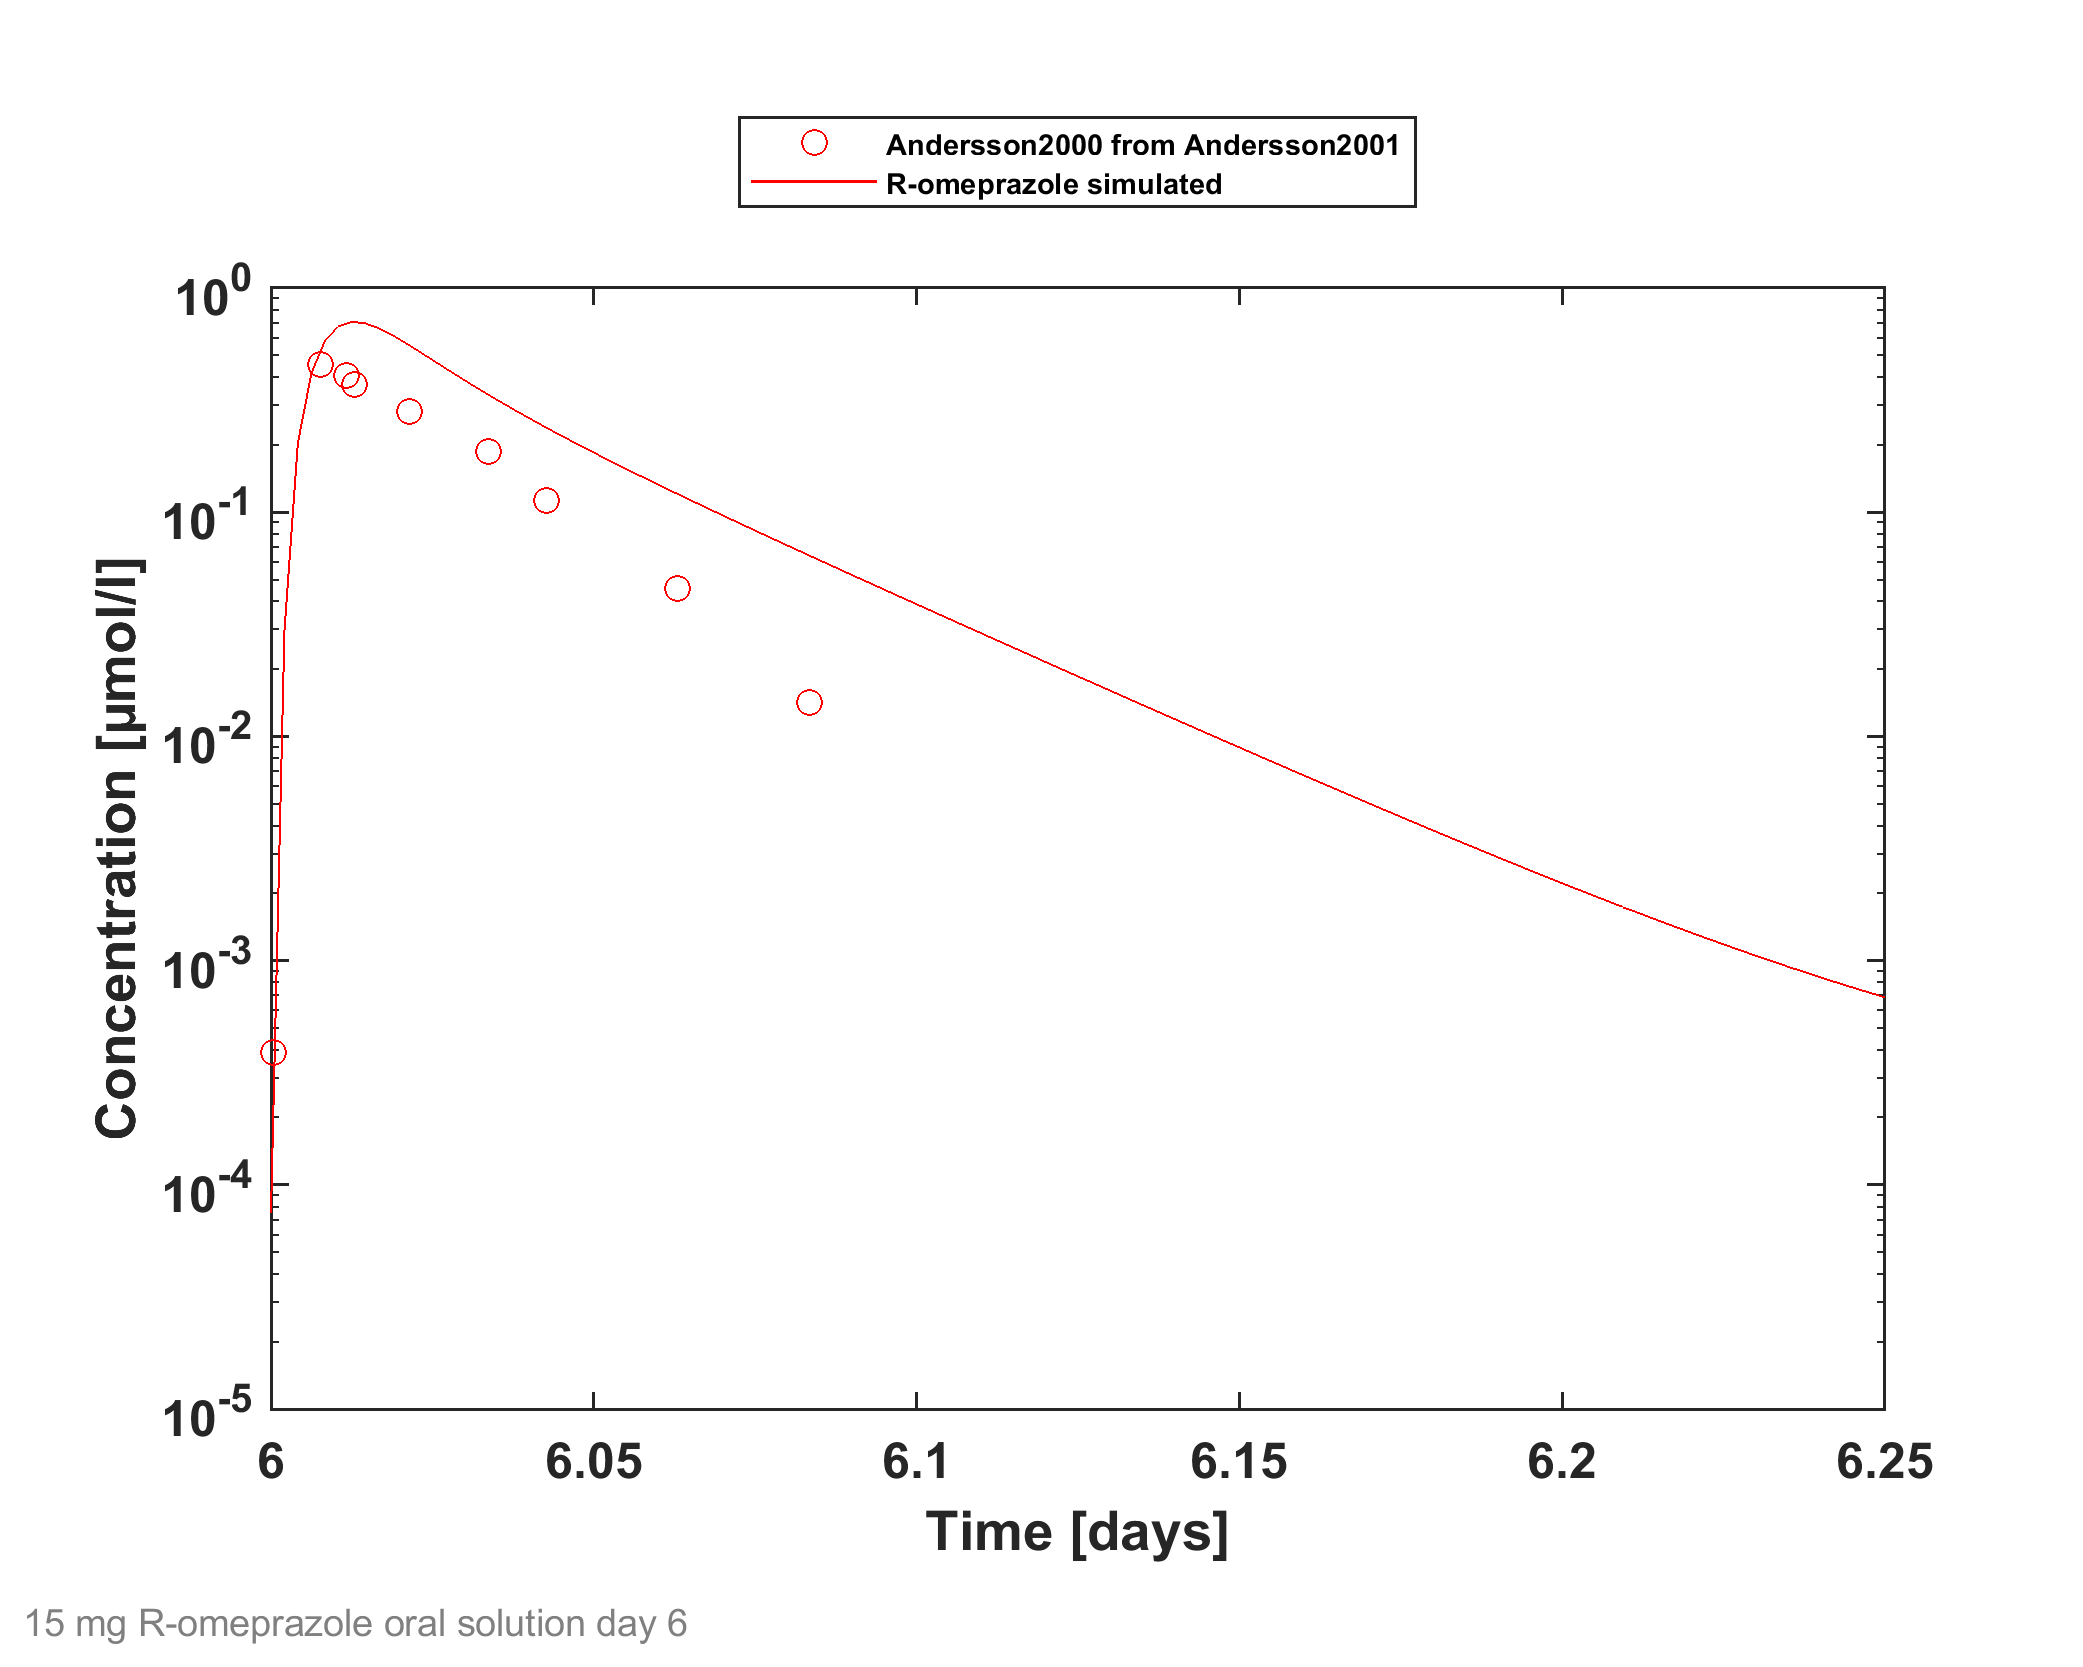 Andersson2000 from Andersson2001
R-omeprazole simulated
10^0
10^-1
10^-2
10^-3
10^-4
10^-5
Concentration [µmol/l]
6 6.05 6.1 6.15 6.2 6.25
Time [days]
15 mg R-omeprazole oral solution day 6